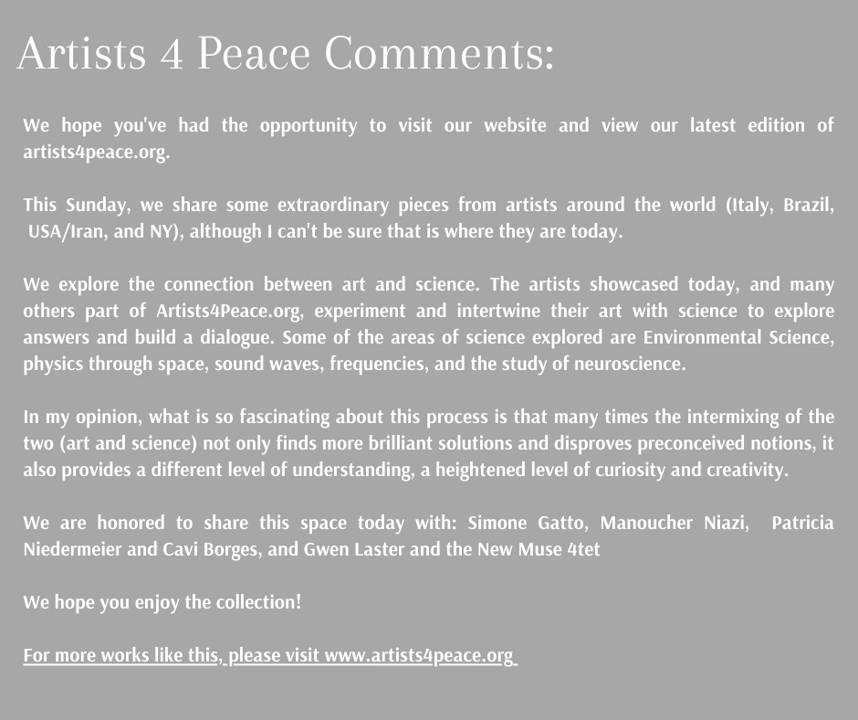 Artists 4 Peace Comments:
We hope you've had the opportunity to visit our website and view our latest edition of
artists4peace.org.
This Sunday, we share some extraordinary pieces from artists around the world (Italy, Brazil,
USA/Iran, and NY), although I can't be sure that is where they are today.
We explore the connection between art and science. The artists showcased today, and many
others part of Artists4Peace.org, experiment and intertwine their art with science to explore
answers and build a dialogue. Some of the areas of science explored are Environmental Science,
physics through space, sound waves, frequencies, and the study of neuroscience.
In my opinion, what is so fascinating about this process is that many times the intermixing of the
two (art and science) not only finds more brilliant solutions and disproves preconceived notions, it
also provides a different level of understanding, a heightened level of curiosity and creativity.
We are honored to share this space today with: Simone Gatto, Manoucher Niazi, Patricia
Niedermeier and Cavi Borges, and Gwen Laster and the New Muse 4tet
We hope you enjoy the collection!
For more works like this, please visit www.artists4peace.org